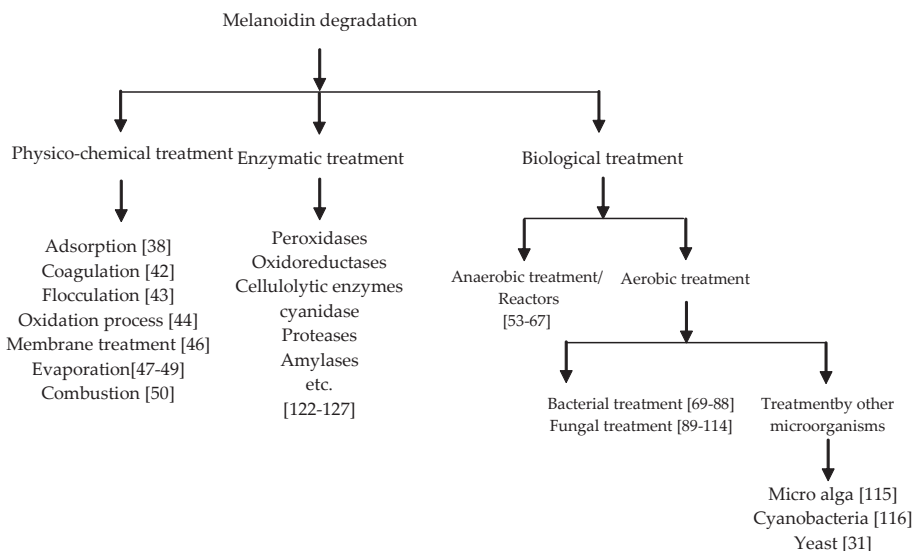 Melanoidin degradation
Physico-chemical treatment
Enzymatic treatment
Biological treatment
Adsorption [38]
Coagulation [42]
Flocculation [43]
Oxidation process [44]
Membrane treatment [46]
Evaporation[47-49]
Combustion [50]
Peroxidases
Oxidoreductases
Cellulolytic enzymes
cyanidase
Proteases
Amylases
etc.
[122-127]
Anaerobic treatment/
Reactors
[53-67]
Aerobic treatment
Bacterial treatment [69-88]
Fungal treatment [89-114]
Treatmentby other
microorganisms
Micro alga [115]
Cyanobacteria [116]
Yeast [31]